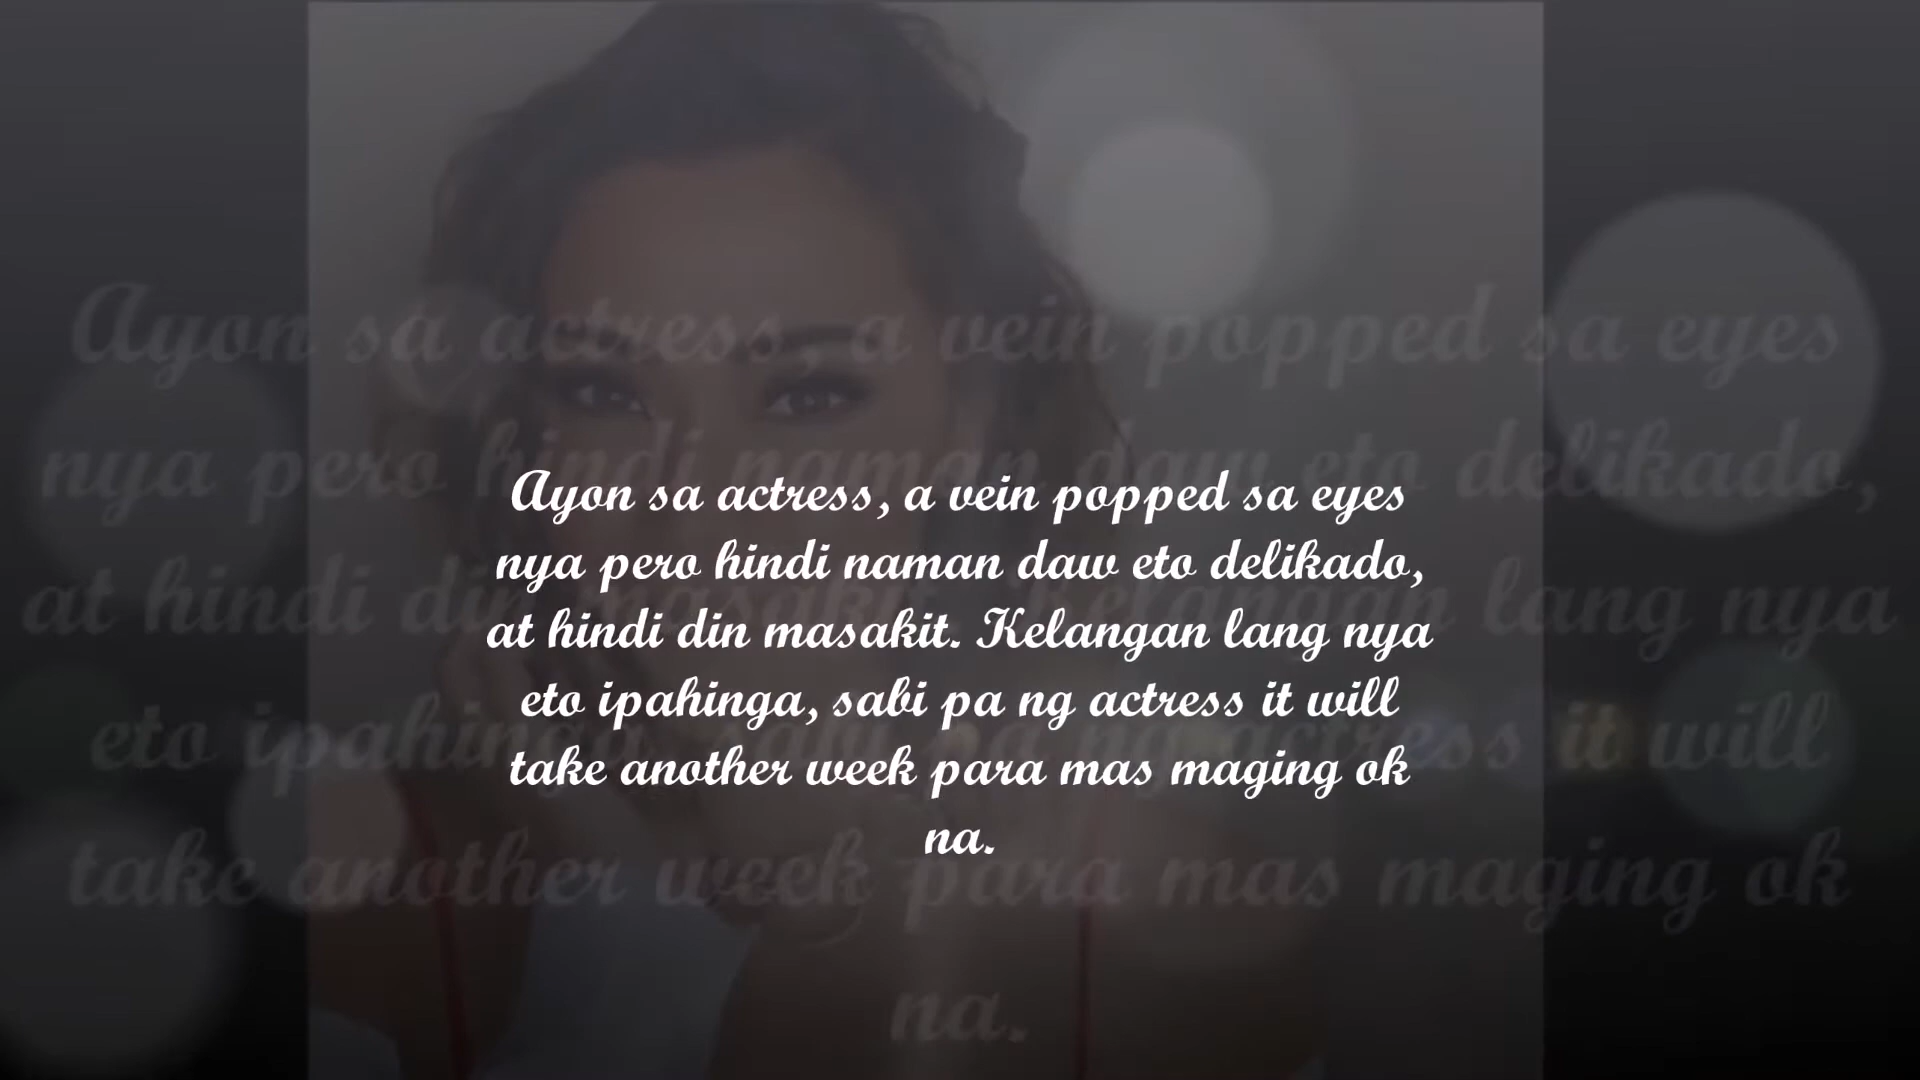 Ayon sa actress, a vein popped sa eyes
nya pero hindi naman daw eto delikado,
at hindi din masakit. Kelangan lang nya
eto ipahinga, sabi pa ng actress it will
take another week para mas maging ok
na.